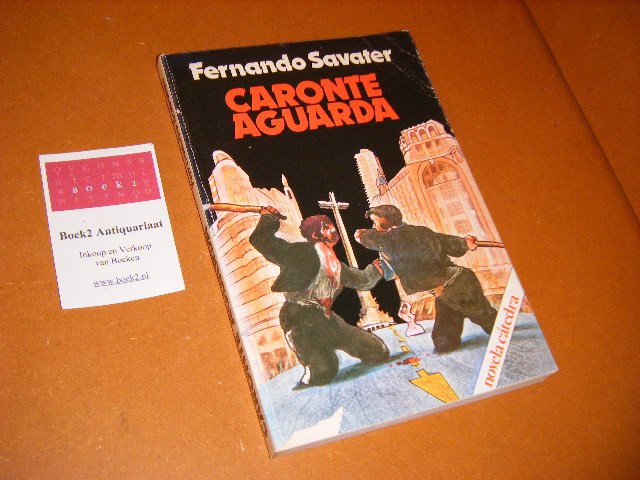 Fernando Savater
CARONTE
AGUARDA
novela cátedra
BOEK2
Boek2 Antiquariaat
Inkoop en Verkoop
van Boeken
www.boek2.nl